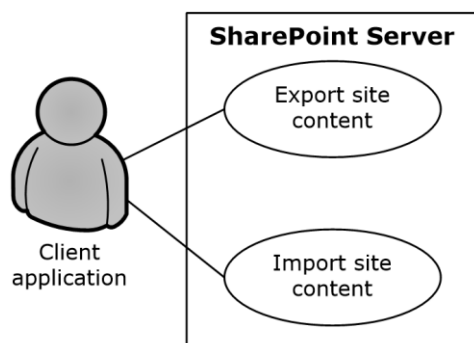 SharePoint Server
Export site
content
Client
application
Import site
content